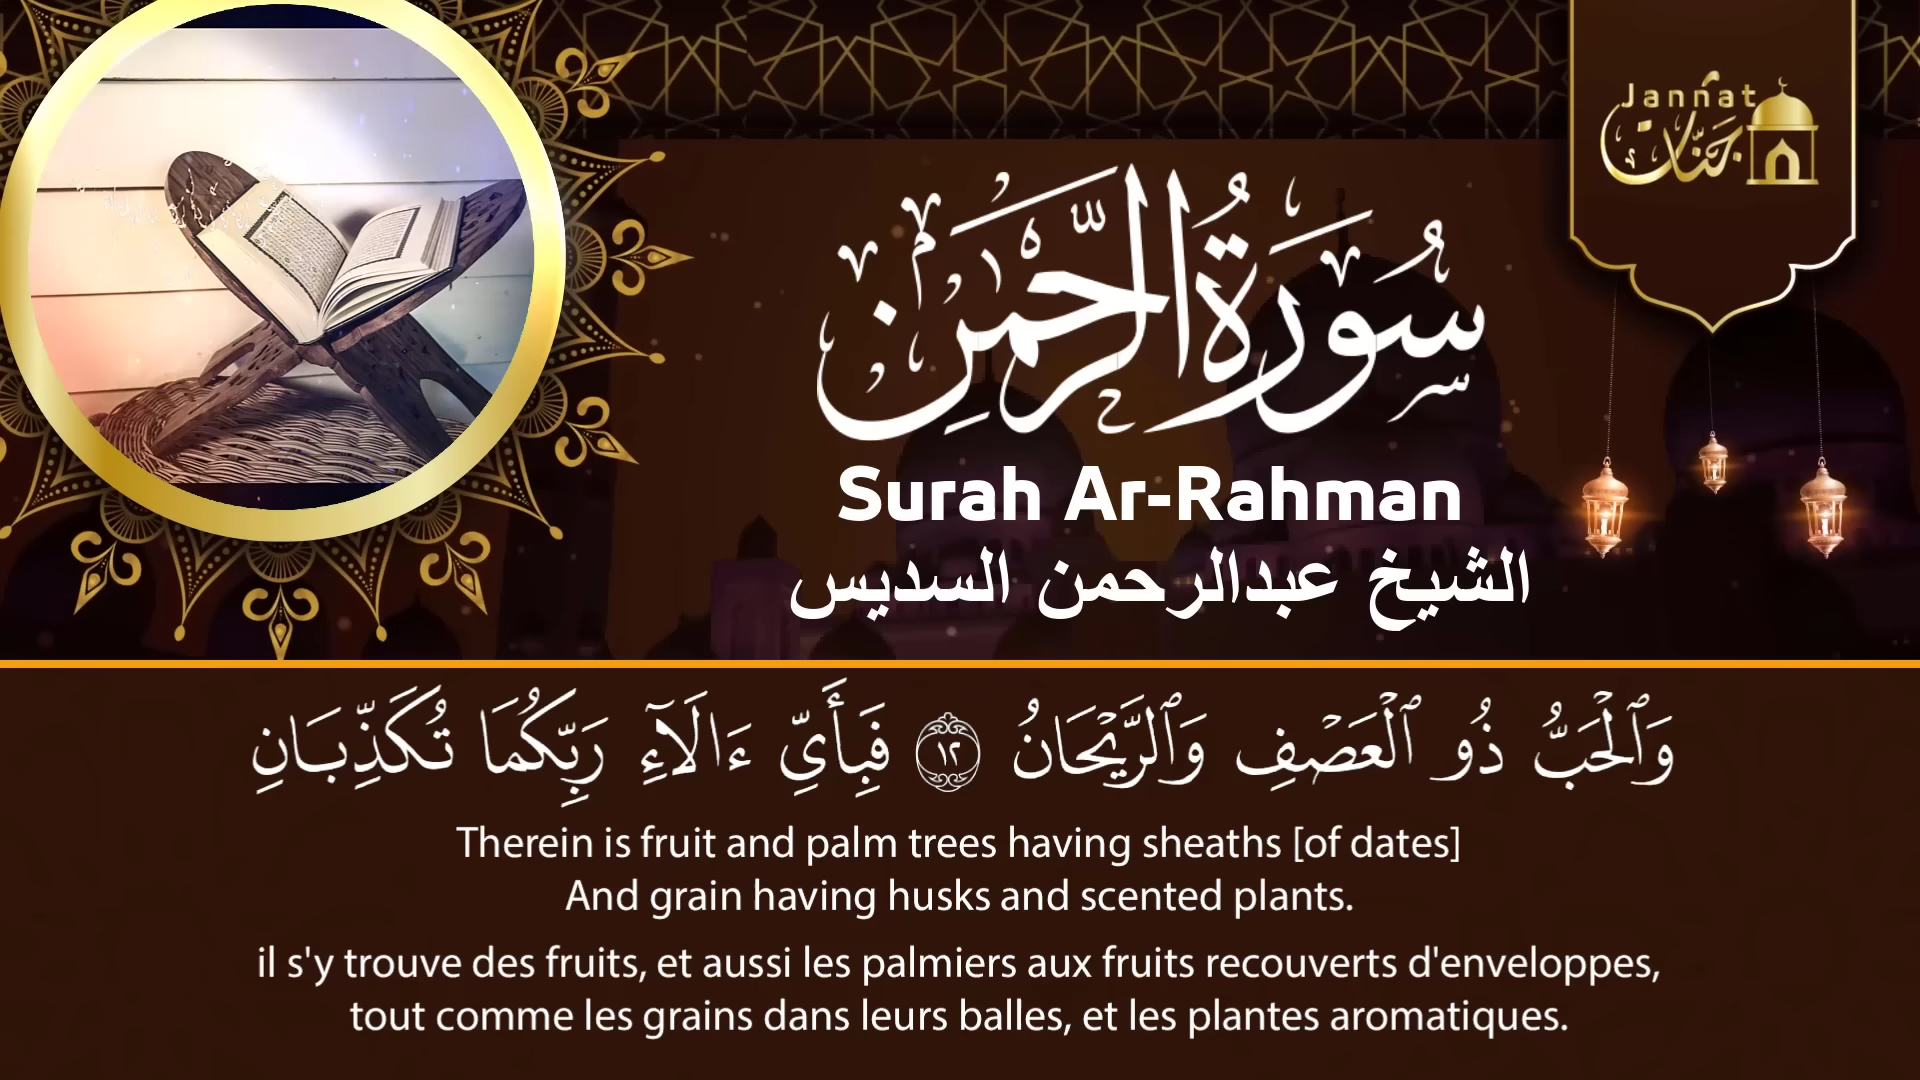 Jannat
جنات
سُورَةُ الرَّحْمَٰنِ
Surah Ar-Rahman
الشيخ عبدالرحمن السديس
وَٱلْحَبُّ ذُو ٱلْعَصْفِ وَٱلرَّيْحَانُ ١٢ فَبِأَىِّ ءَالَآءِ رَبِّكُمَا تُكَذِّبَانِ
Therein is fruit and palm trees having sheaths [of dates]
And grain having husks and scented plants.
il s'y trouve des fruits, et aussi les palmiers aux fruits recouverts d'enveloppes,
tout comme les grains dans leurs balles, et les plantes aromatiques.